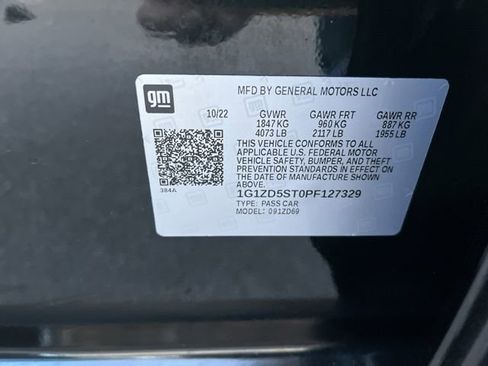 gm
MFD BY GENERAL MOTORS LLC
10/22 GVWR GAWR FRT GAWR RR
1847 KG 960 KG 887 KG
4073 LB 2117 LB 1955 LB
THIS VEHICLE CONFORMS TO ALL
APPLICABLE U.S. FEDERAL MOTOR
VEHICLE SAFETY, BUMPER, AND THEFT
PREVENTION STANDARDS IN EFFECT ON
THE DATE OF MANUFACTURE SHOWN
ABOVE.
384A
1G1ZD5ST0PF127329
TYPE: PASS CAR
MODEL: 091ZD69